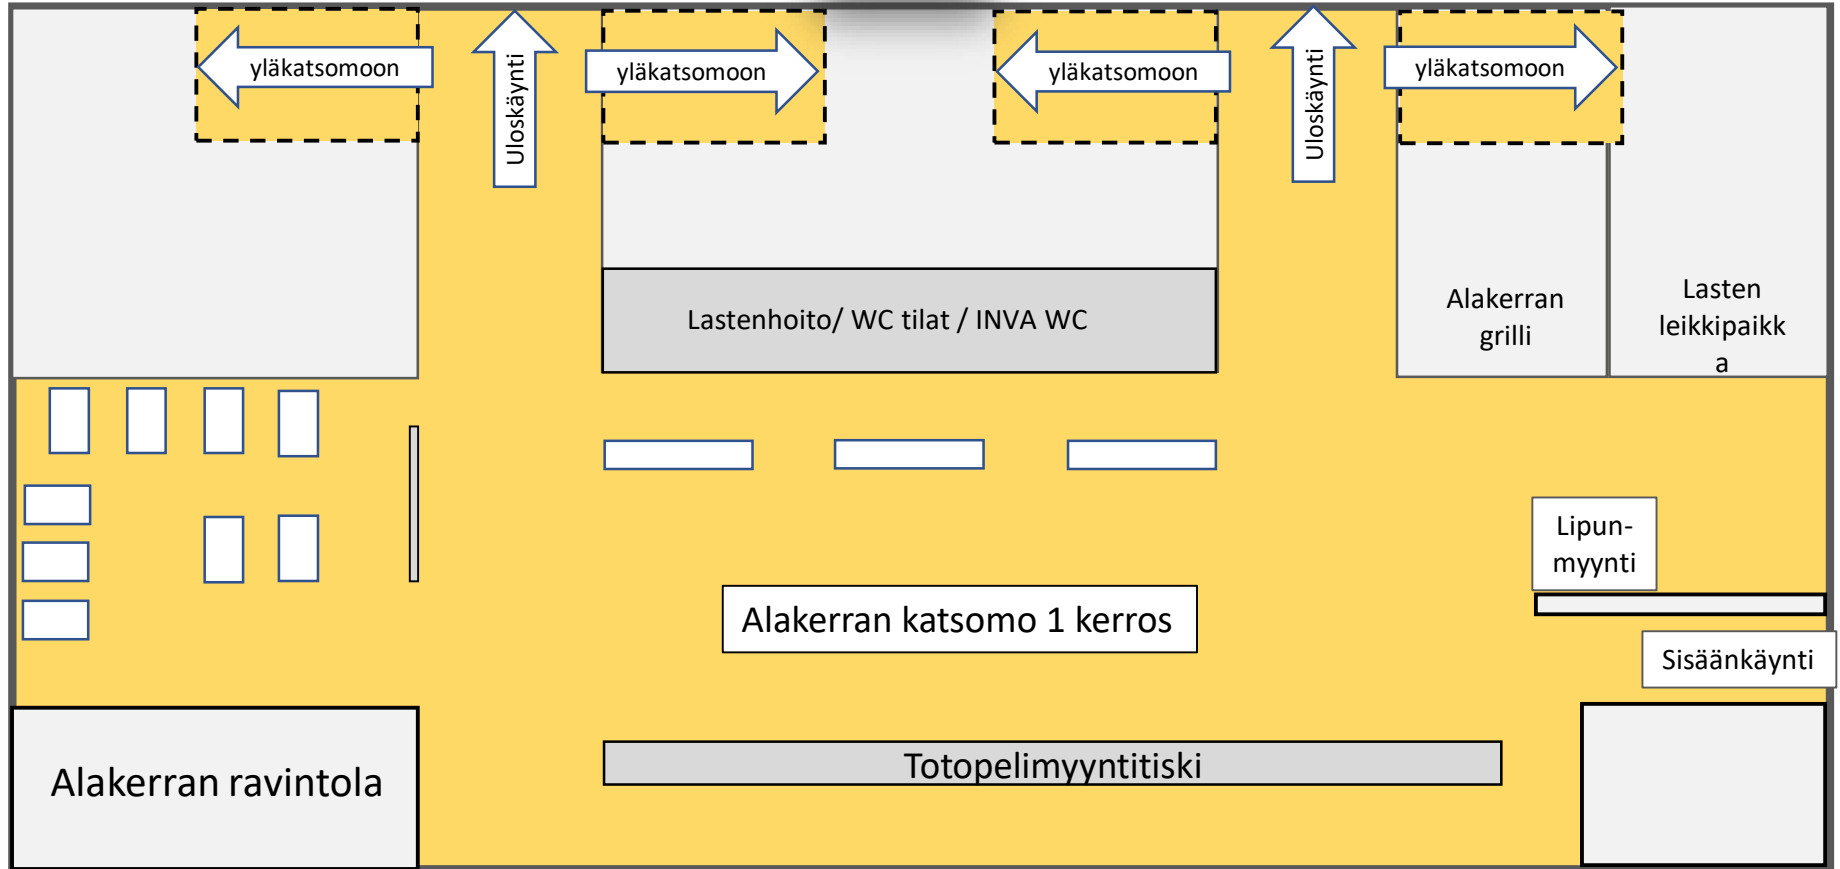 yläkatsomoon
Uloskäynti
yläkatsomoon
yläkatsomoon
Uloskäynti
yläkatsomoon
Lastenhoito/ WC tilat / INVA WC
Alakerran
grilli
Lasten
leikkipaikk
a
Lipun-
myynti
Alakerran katsomo 1 kerros
Sisäänkäynti
Alakerran ravintola
Totopelimyyntitiski